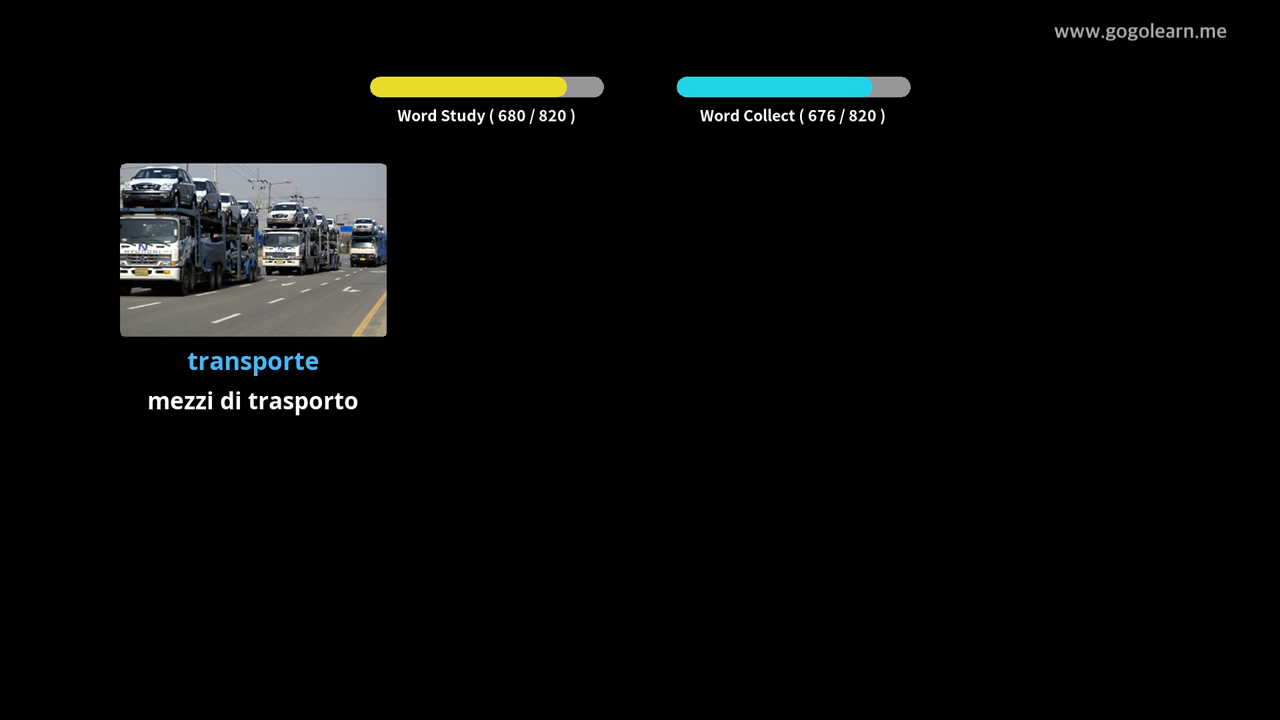 www.gogolearn.me
Word Study ( 680 / 820 )
Word Collect ( 676 / 820 )
transporte
mezzi di trasporto